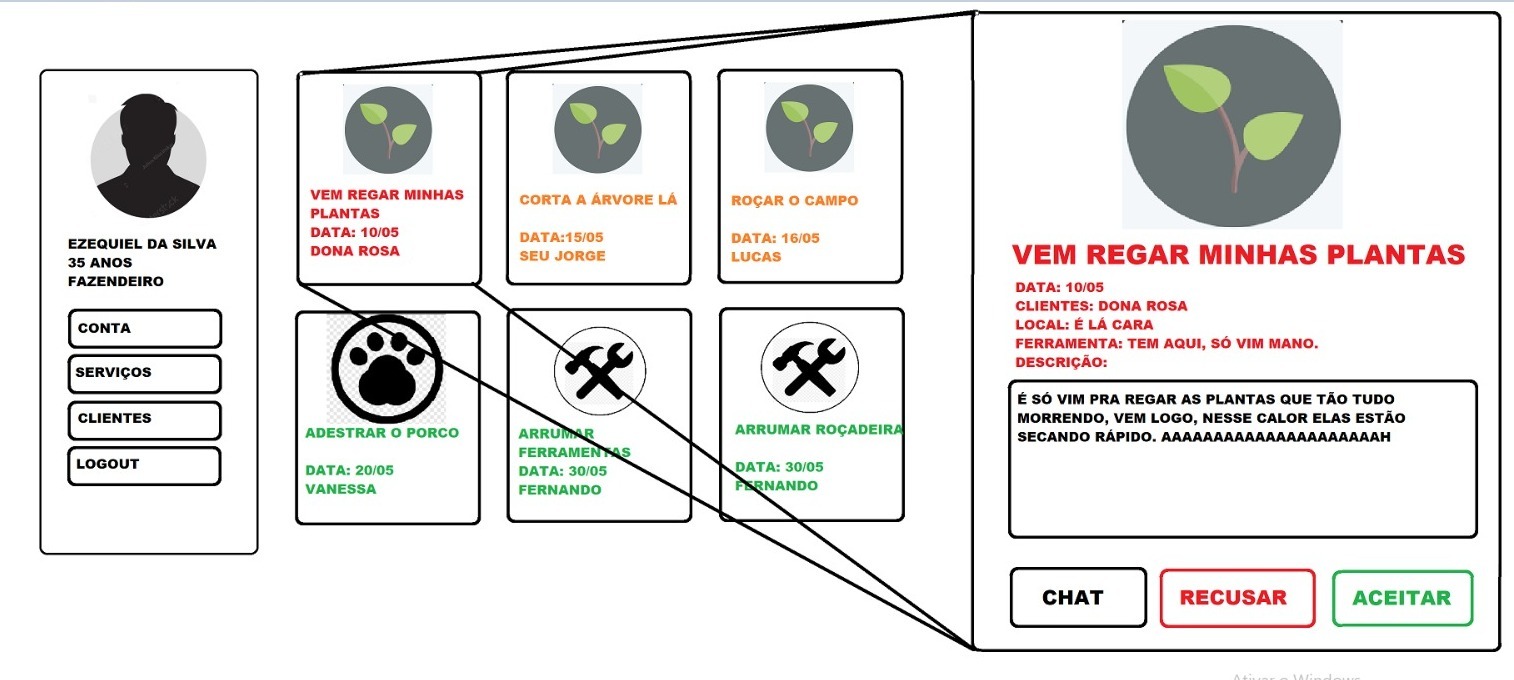 EZEQUIEL DA SILVA
35 ANOS
FAZENDEIRO
CONTA
SERVIÇOS
CLIENTES
LOGOUT
VEM REGAR MINHAS
PLANTAS
DATA: 10/05
DONA ROSA
CORTA A ÁRVORE LÁ
DATA:15/05
SEU JORGE
ROÇAR O CAMPO
DATA: 16/05
LUCAS
ADESTRAR O PORCO
DATA: 20/05
VANESSA
ARRUMAR
FERRAMENTAS
DATA: 30/05
FERNANDO
ARRUMAR ROÇADEIRA
DATA: 30/05
FERNANDO
VEM REGAR MINHAS PLANTAS
DATA: 10/05
CLIENTES: DONA ROSA
LOCAL: É LÁ CARA
FERRAMENTA: TEM AQUI, SÓ VIM MANO.
DESCRIÇÃO:
É SÓ VIM PRA REGAR AS PLANTAS QUE TÃO TUDO
MORRENDO, VEM LOGO, NESSE CALOR ELAS ESTÃO
SECANDO RÁPIDO. AAAAAAAAAAAAAAAAAAAAAH
CHAT
RECUSAR
ACEITAR
Ativar o Windows